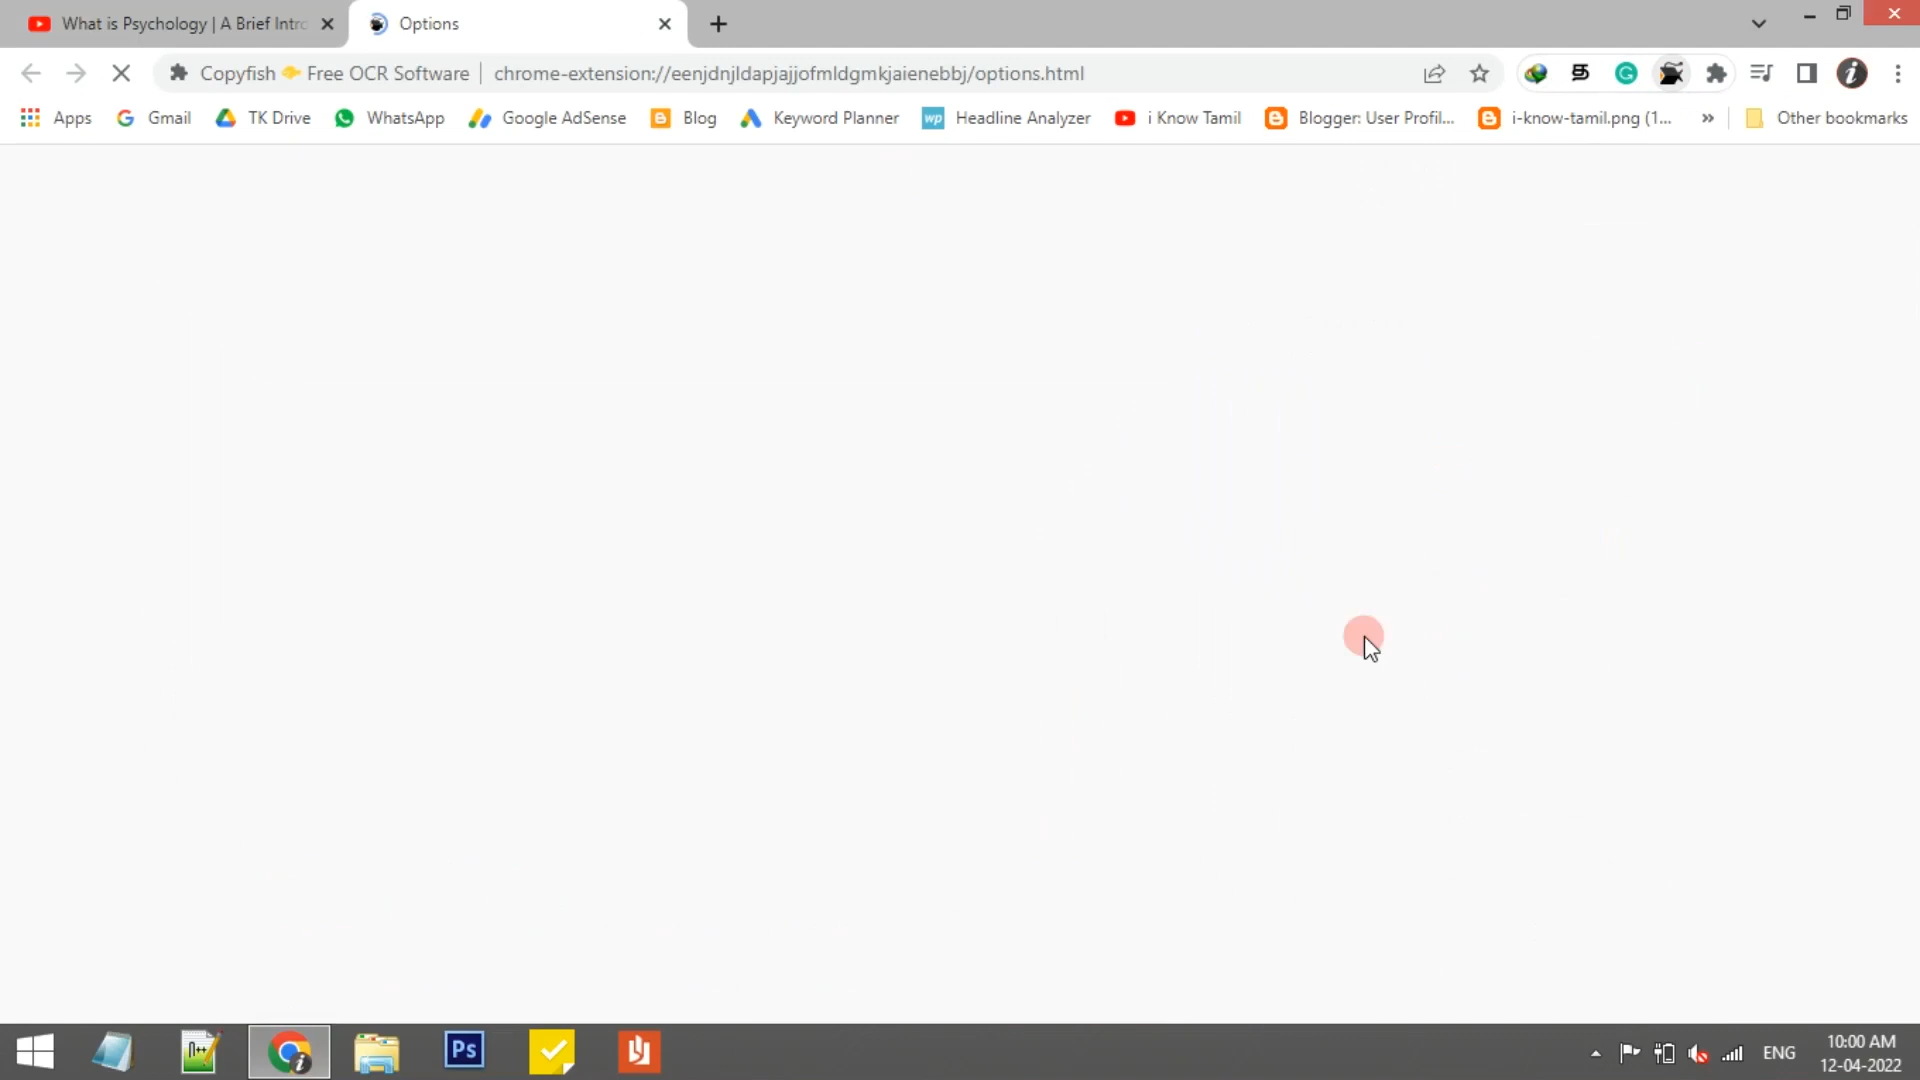 What is Psychology | A Brief Intro
Options
Copyfish 🐡 Free OCR Software | chrome-extension://eenjdnjldapjajjofmldgmkjaienebbj/options.html
Apps Gmail TK Drive WhatsApp Google AdSense Blog Keyword Planner wp Headline Analyzer i Know Tamil Blogger: User Profil... i-know-tamil.png (1... » Other bookmarks
Ps ENG 10:00 AM
12-04-2022